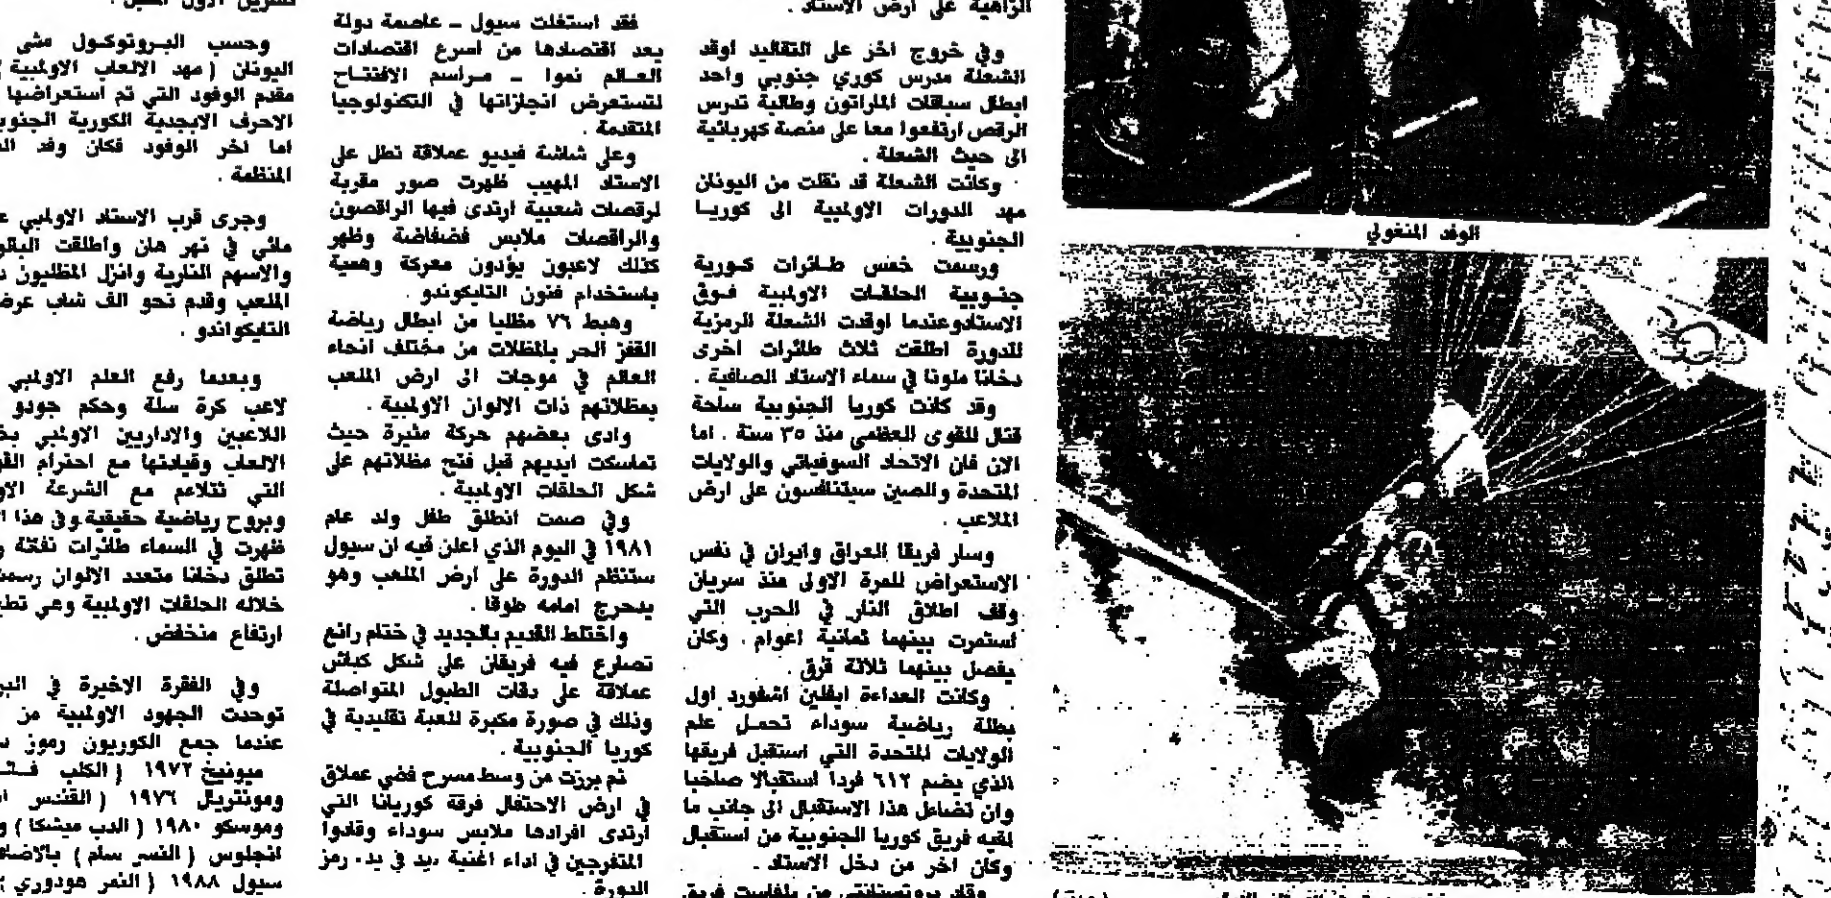 الزاهية على ارض الاستاد .
وفي خروج اخر على التقاليد اوقد
الشعلة مدرس كوري جنوبي واحد
ابطال سباقات الماراتون وطالبة تدرس
الرقص ارتفعوا معا على منصة كهربائية
الى حيث الشعلة .
وكانت الشعلة قد نقلت من اليونان
مهد الدورات الاولمبية الى كوريا
الجنوبية .
ورسمت خمس طائرات كورية
جنوبية الحلقات الاولمبية فوق
الاستاد وعندما اوقدت الشعلة الرمزية
للدورة اطلقت ثلاث طائرات اخرى
دخانا ملونا في سماء الاستاد الصافية .
وقد كانت كوريا الجنوبية ساحة
قتال للقوى العظمى منذ ٣٥ سنة . اما
الان فان الاتحاد السوفياتي والولايات
المتحدة والصين سيتنافسون على ارض
الملاعب .
وسار فريقا العراق وايران في نفس
الاستعراض للمرة الاولى منذ سريان
وقف اطلاق النار في الحرب التي
استمرت بينهما ثمانية اعوام . وكان
يفصل بينهما ثلاثة فرق .
وكانت العداءة ايفلين اشفورد اول
بطلة رياضية سوداء تحمل علم
الولايات المتحدة التي استقبل فريقها
الذي يضم ٦١٢ فردا استقبالا صاخبا
وان تضاءل هذا الاستقبال الى جانب ما
لقيه فريق كوريا الجنوبية من استقبال
وكان اخر من دخل الاستاد .
وقاد بروتستانتي من بلفاست فريق
فقد استغلت سيول - عاصمة دولة
يعد اقتصادها من اسرع اقتصادات
العالم نموا - مراسم الافتتاح
لتستعرض انجازاتها في التكنولوجيا
المتقدمة .
وعلى شاشة فيديو عملاقة تطل على
الاستاد المهيب ظهرت صور مقربة
لرقصات شعبية ارتدى فيها الراقصون
والراقصات ملابس فضفاضة وظهر
كذلك لاعبون يؤدون معركة وهمية
باستخدام فنون التايكوندو .
وهبط ٧٦ مظليا من ابطال رياضة
القفز الحر بالمظلات من مختلف انحاء
العالم في موجات الى ارض الملعب
بمظلاتهم ذات الالوان الاولمبية .
وادى بعضهم حركة مثيرة حيث
تماسكت ايديهم قبل فتح مظلاتهم على
شكل الحلقات الاولمبية .
وفي صمت انطلق طفل ولد عام
١٩٨١ في اليوم الذي اعلن فيه ان سيول
ستنظم الدورة على ارض الملعب وهو
يدحرج امامه طوقا .
واختلط القديم بالجديد في ختام رائع
تصارع فيه فريقان على شكل كباش
عملاقة على دقات الطبول المتواصلة
وذلك في صورة مكبرة للعبة تقليدية في
كوريا الجنوبية .
ثم برزت من وسط مسرح فضي عملاق
في ارض الاحتفال فرقة كوريانا التي
ارتدى افرادها ملابس سوداء وقادوا
المتفرجين في اداء اغنية ،يد في يد، رمز
الدورة .
تشرين الاول المقبل .
وحسب البروتوكول مشى
اليونان ( مهد الالعاب الاولمبية )
مقدم الوفود التي تم استعراضها
الاحرف الابجدية الكورية
اما اخر الوفود فكان وفد
المنظمة .
وجرى قرب الاستاد الاولمبي
مائي في نهر هان واطلقت
والاسهم النارية وانزل المظليون
الملعب وقدم نحو الف شاب
التايكواندو .
وبعدما رفع العلم الاولمبي
لاعب كرة سلة وحكم جودو
اللاعبين والاداريين الاولمبي
الالعاب وقيادتها مع احترام
التي تتلاءم مع الشرعة
وبروح رياضية حقيقية وفي هذا
ظهرت في السماء طائرات نفاثة
تطلق دخانا متعدد الالوان
خلاله الحلقات الاولمبية وهي
ارتفاع منخفض .
وفي الفقرة الاخيرة في
توحدت الجهود الاولمبية من
عندما جمع الكوريون رموز
ميونيخ ١٩٧٢ ( الكلب
ومونتريال ١٩٧٦ ( القندس
وموسكو ١٩٨٠ ( الدب ميشكا )
انجلوس ( النسر سام )
سيول ١٩٨٨ ( النمر هودوري )
الوفد المنغولي